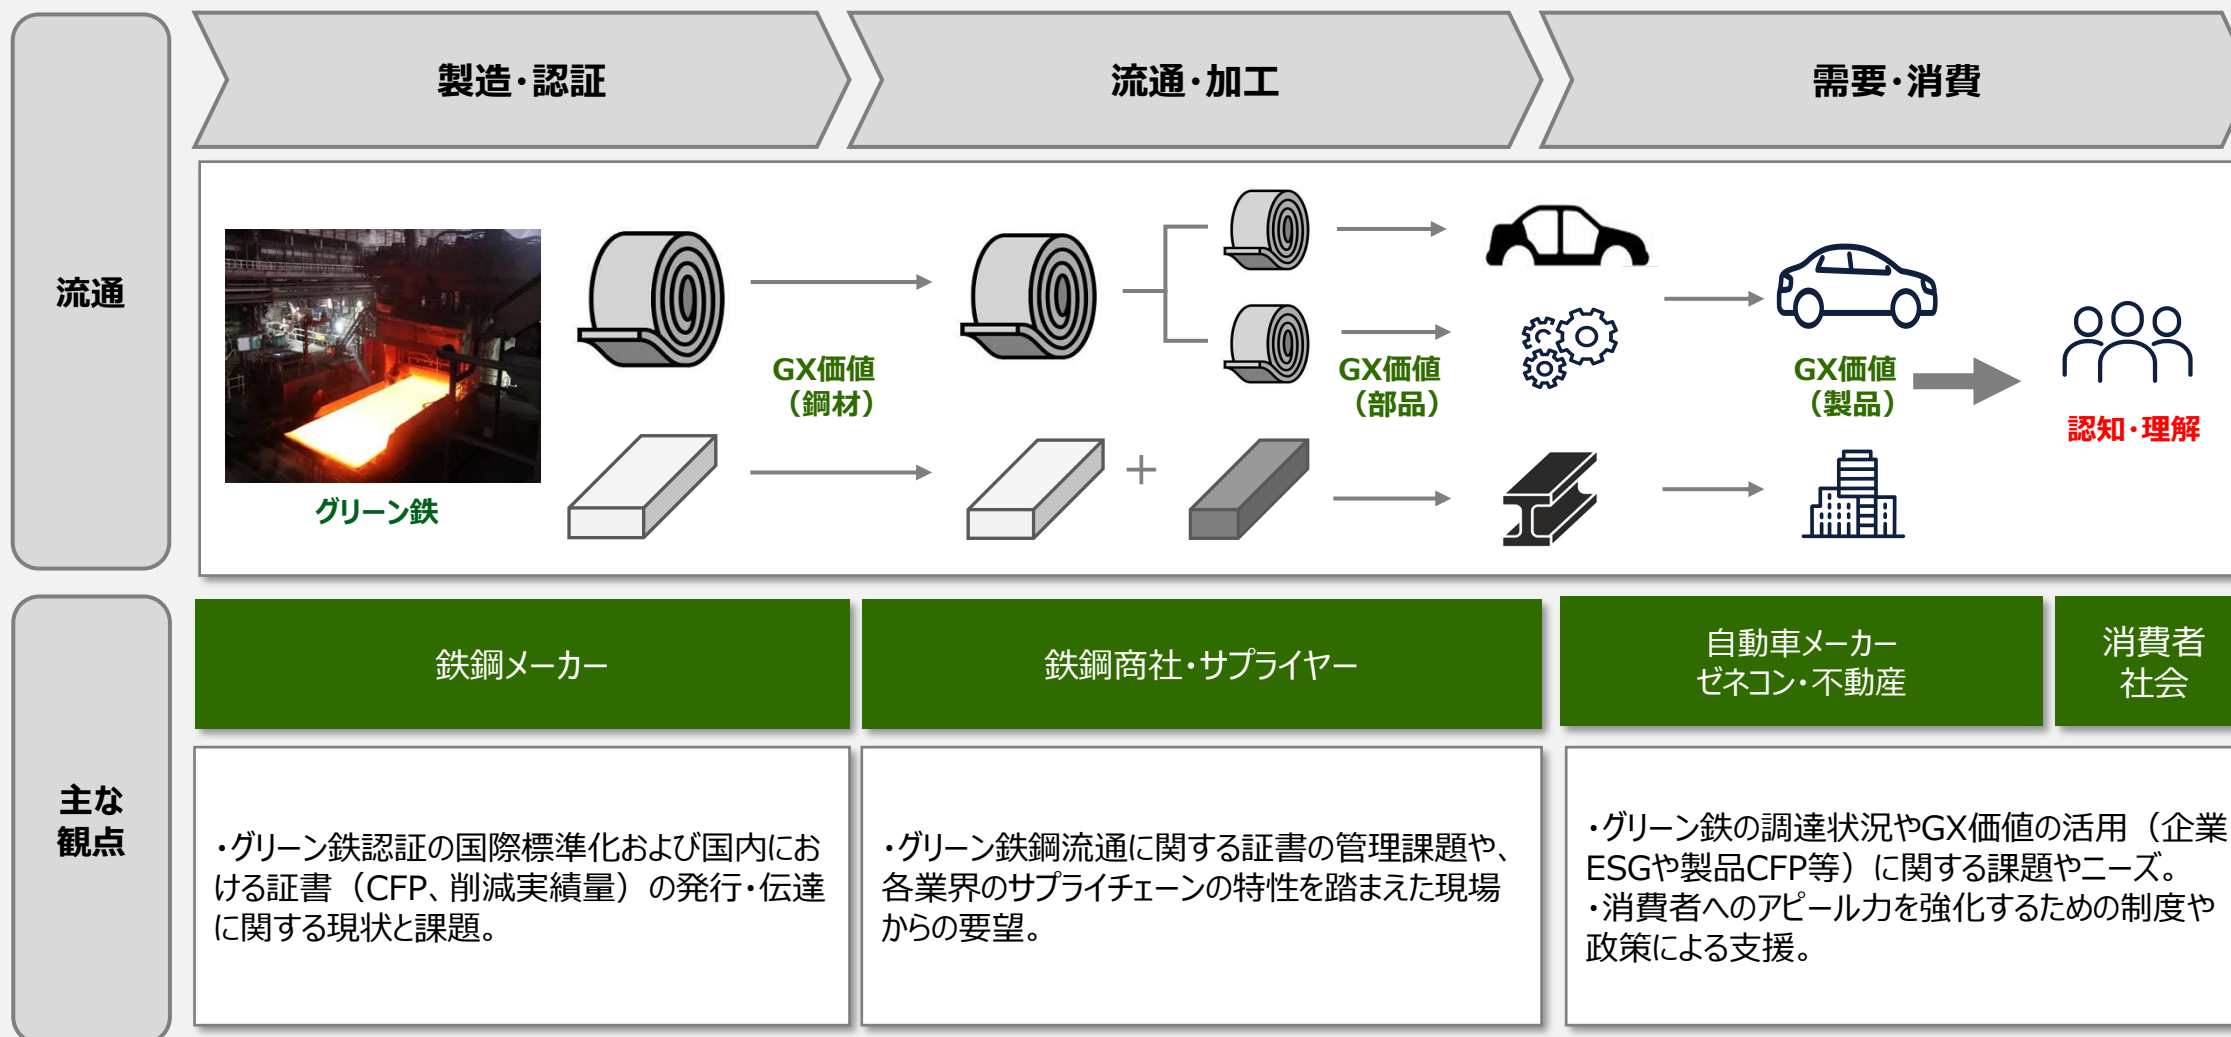 製造・認証
流通・加工
需要・消費
流通
グリーン鉄
GX価値
（鋼材）
GX価値
（部品）
GX価値
（製品）
認知・理解
主な
観点
鉄鋼メーカー
鉄鋼商社・サプライヤー
自動車メーカー
ゼネコン・不動産
消費者
社会
・グリーン鉄認証の国際標準化および国内にお
ける証書（CFP、削減実績量）の発行・伝達
に関する現状と課題。
・グリーン鉄鋼流通に関する証書の管理課題や、
各業界のサプライチェーンの特性を踏まえた現場
からの要望。
・グリーン鉄の調達状況やGX価値の活用（企業
ESGや製品CFP等）に関する課題やニーズ。
・消費者へのアピール力を強化するための制度や
政策による支援。